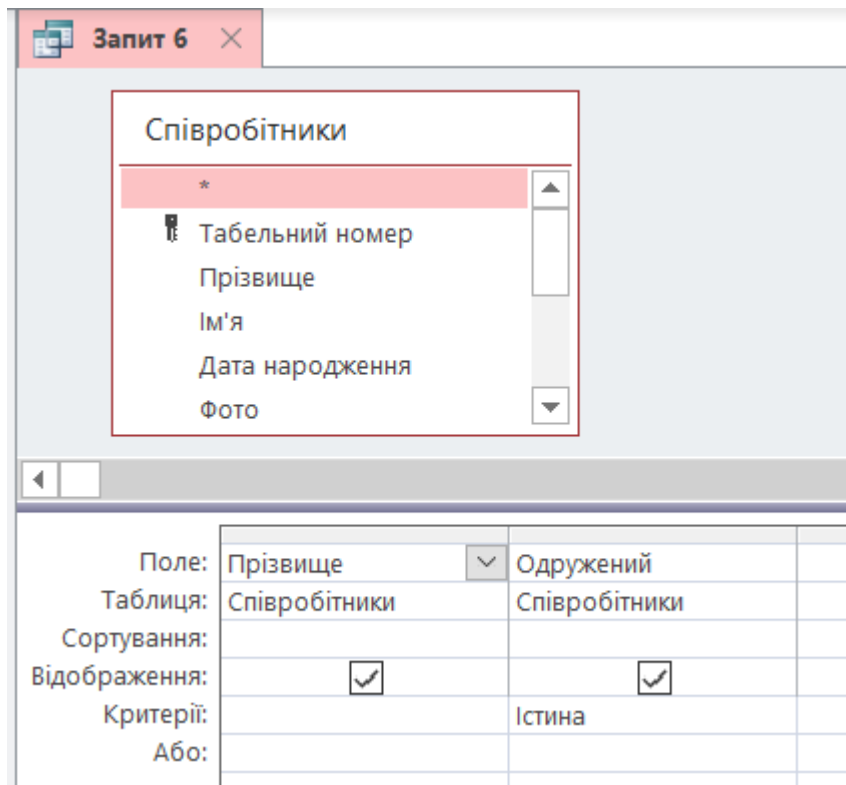 Запит 6
Співробітники
*
Табельний номер
Прізвище
Ім'я
Дата народження
Фото
Поле: Прізвище Одружений
Таблиця: Співробітники Співробітники
Сортування:
Відображення:
Критерії: Істина
Або: